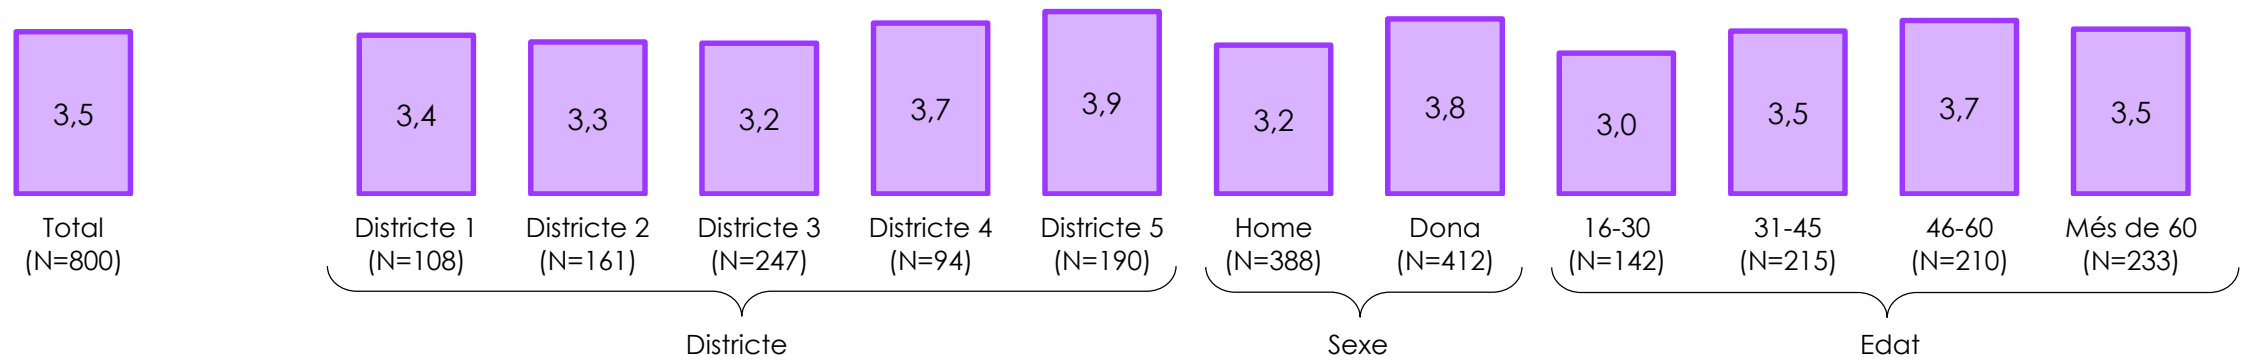 3,5
3,4
3,3
3,2
3,7
3,9
3,2
3,8
3,0
3,5
3,7
3,5
Total
(N=800)
Districte 1
(N=108)
Districte 2
(N=161)
Districte 3
(N=247)
Districte 4
(N=94)
Districte 5
(N=190)
Home
(N=388)
Dona
(N=412)
16-30
(N=142)
31-45
(N=215)
46-60
(N=210)
Més de 60
(N=233)
Districte
Sexe
Edat